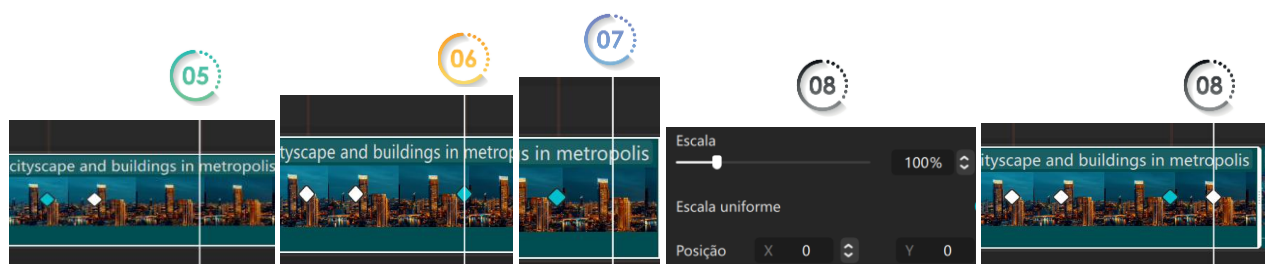 05
06
07
08
08
cityscape and buildings in metropolis
tyscape and buildings in metrop
s in metropolis
Escala
100%
Escala uniforme
Posição X 0 Y 0
ityscape and buildings in metropolis